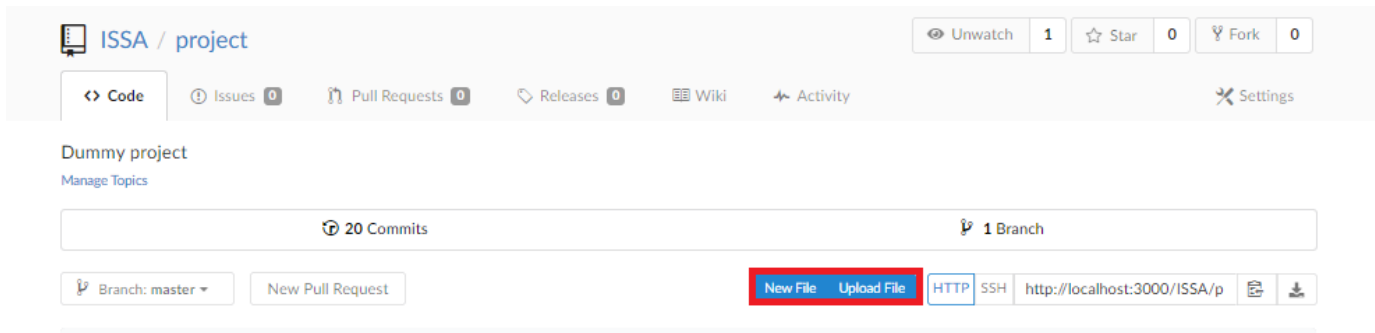 ISSA / project Unwatch 1 Star 0 Fork 0
Code Issues 0 Pull Requests 0 Releases 0 Wiki Activity Settings
Dummy project
Manage Topics
20 Commits 1 Branch
Branch: master New Pull Request New File Upload File HTTP SSH http://localhost:3000/ISSA/p